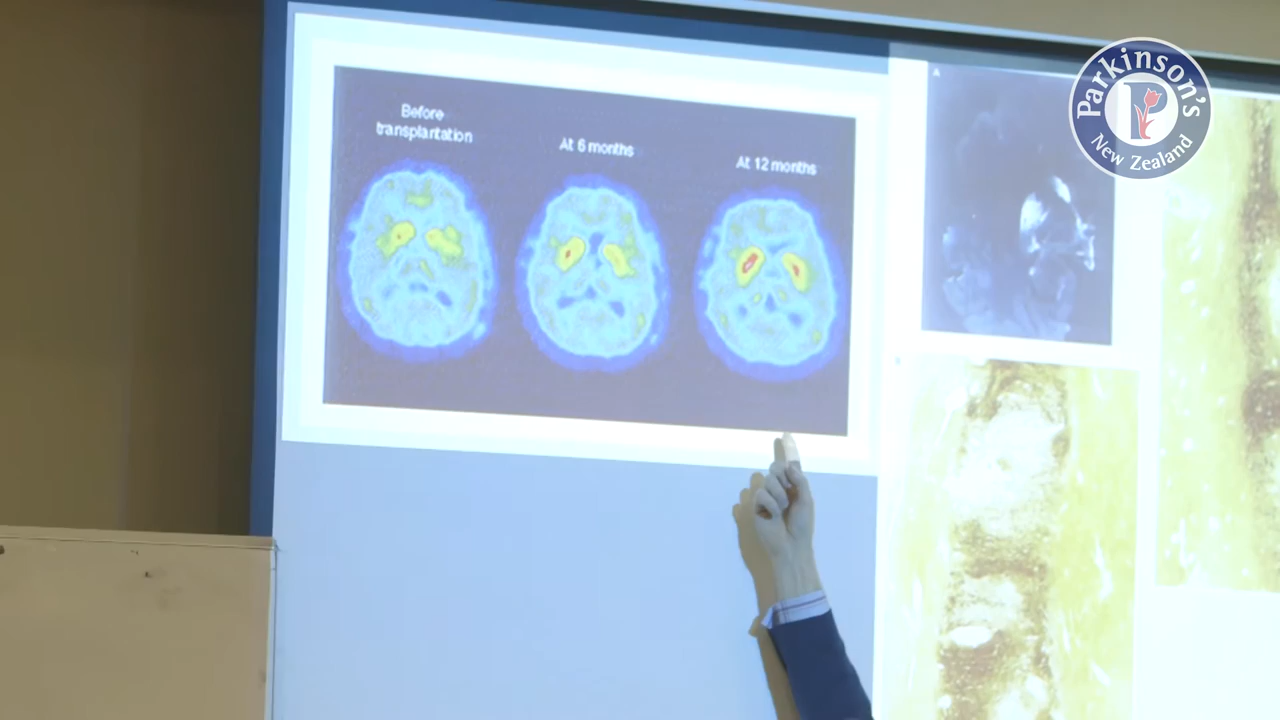 Before
transplantation
At 6 months
At 12 months
A
Parkinson's
New Zealand